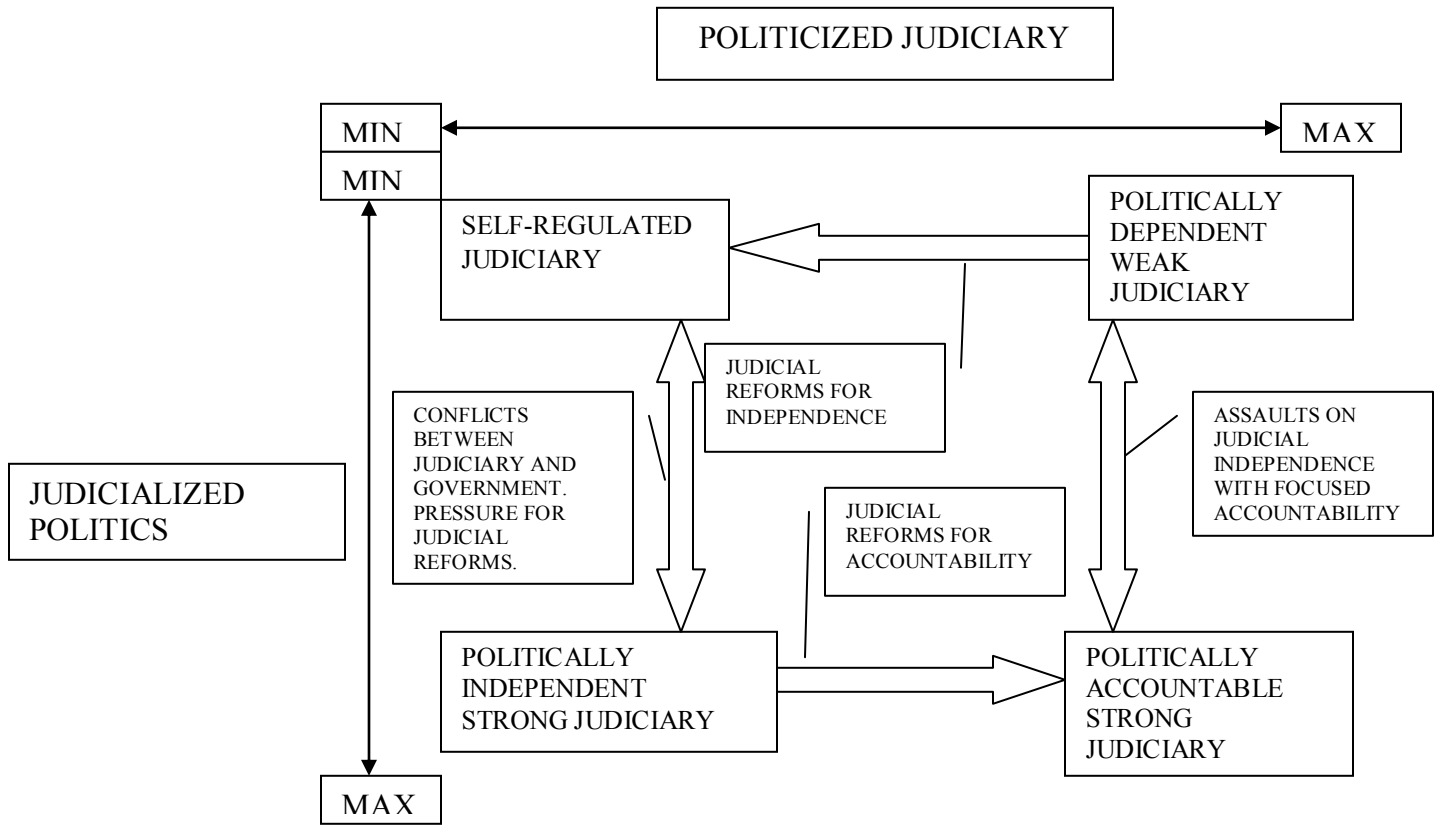 POLITICIZED JUDICIARY
MIN
MAX
MIN
SELF-REGULATED
JUDICIARY
POLITICALLY
DEPENDENT
WEAK
JUDICIARY
JUDICIAL
REFORMS FOR
INDEPENDENCE
CONFLICTS
BETWEEN
JUDICIARY AND
GOVERNMENT.
PRESSURE FOR
JUDICIAL
REFORMS.
ASSAULTS ON
JUDICIAL
INDEPENDENCE
WITH FOCUSED
ACCOUNTABILITY
JUDICIALIZED
POLITICS
JUDICIAL
REFORMS FOR
ACCOUNTABILITY
POLITICALLY
INDEPENDENT
STRONG JUDICIARY
POLITICALLY
ACCOUNTABLE
STRONG
JUDICIARY
MAX